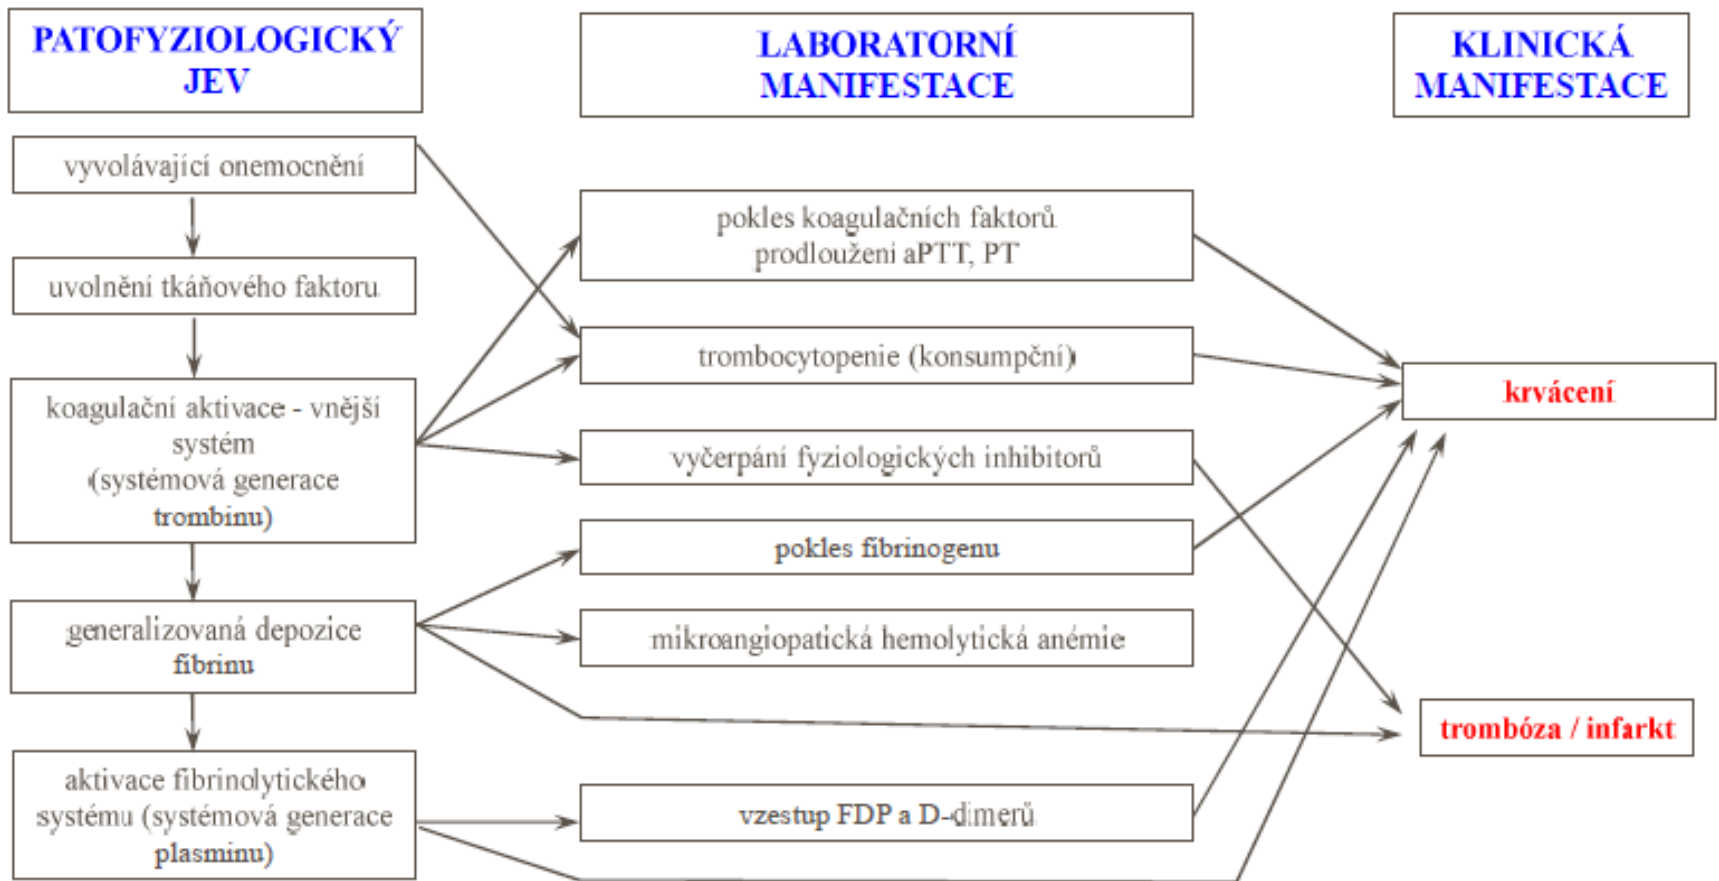 PATOFYZIOLOGICKÝ
JEV
LABORATORNÍ
MANIFESTACE
KLINICKÁ
MANIFESTACE
vyvolávající onemocnění
uvolnění tkáňového faktoru
koagulační aktivace - vnější
systém
(systémová generace
trombinu)
generalizovaná depozice
fibrinu
aktivace fibrinolytického
systému (systémová generace
plasminu)
pokles koagulačních faktorů
prodloužení aPTT, PT
trombocytopenie (konsumpční)
vyčerpání fyziologických inhibitorů
pokles fibrinogenu
mikroangiopatická hemolytická anémie
vzestup FDP a D-dimerů
krvácení
trombóza / infarkt